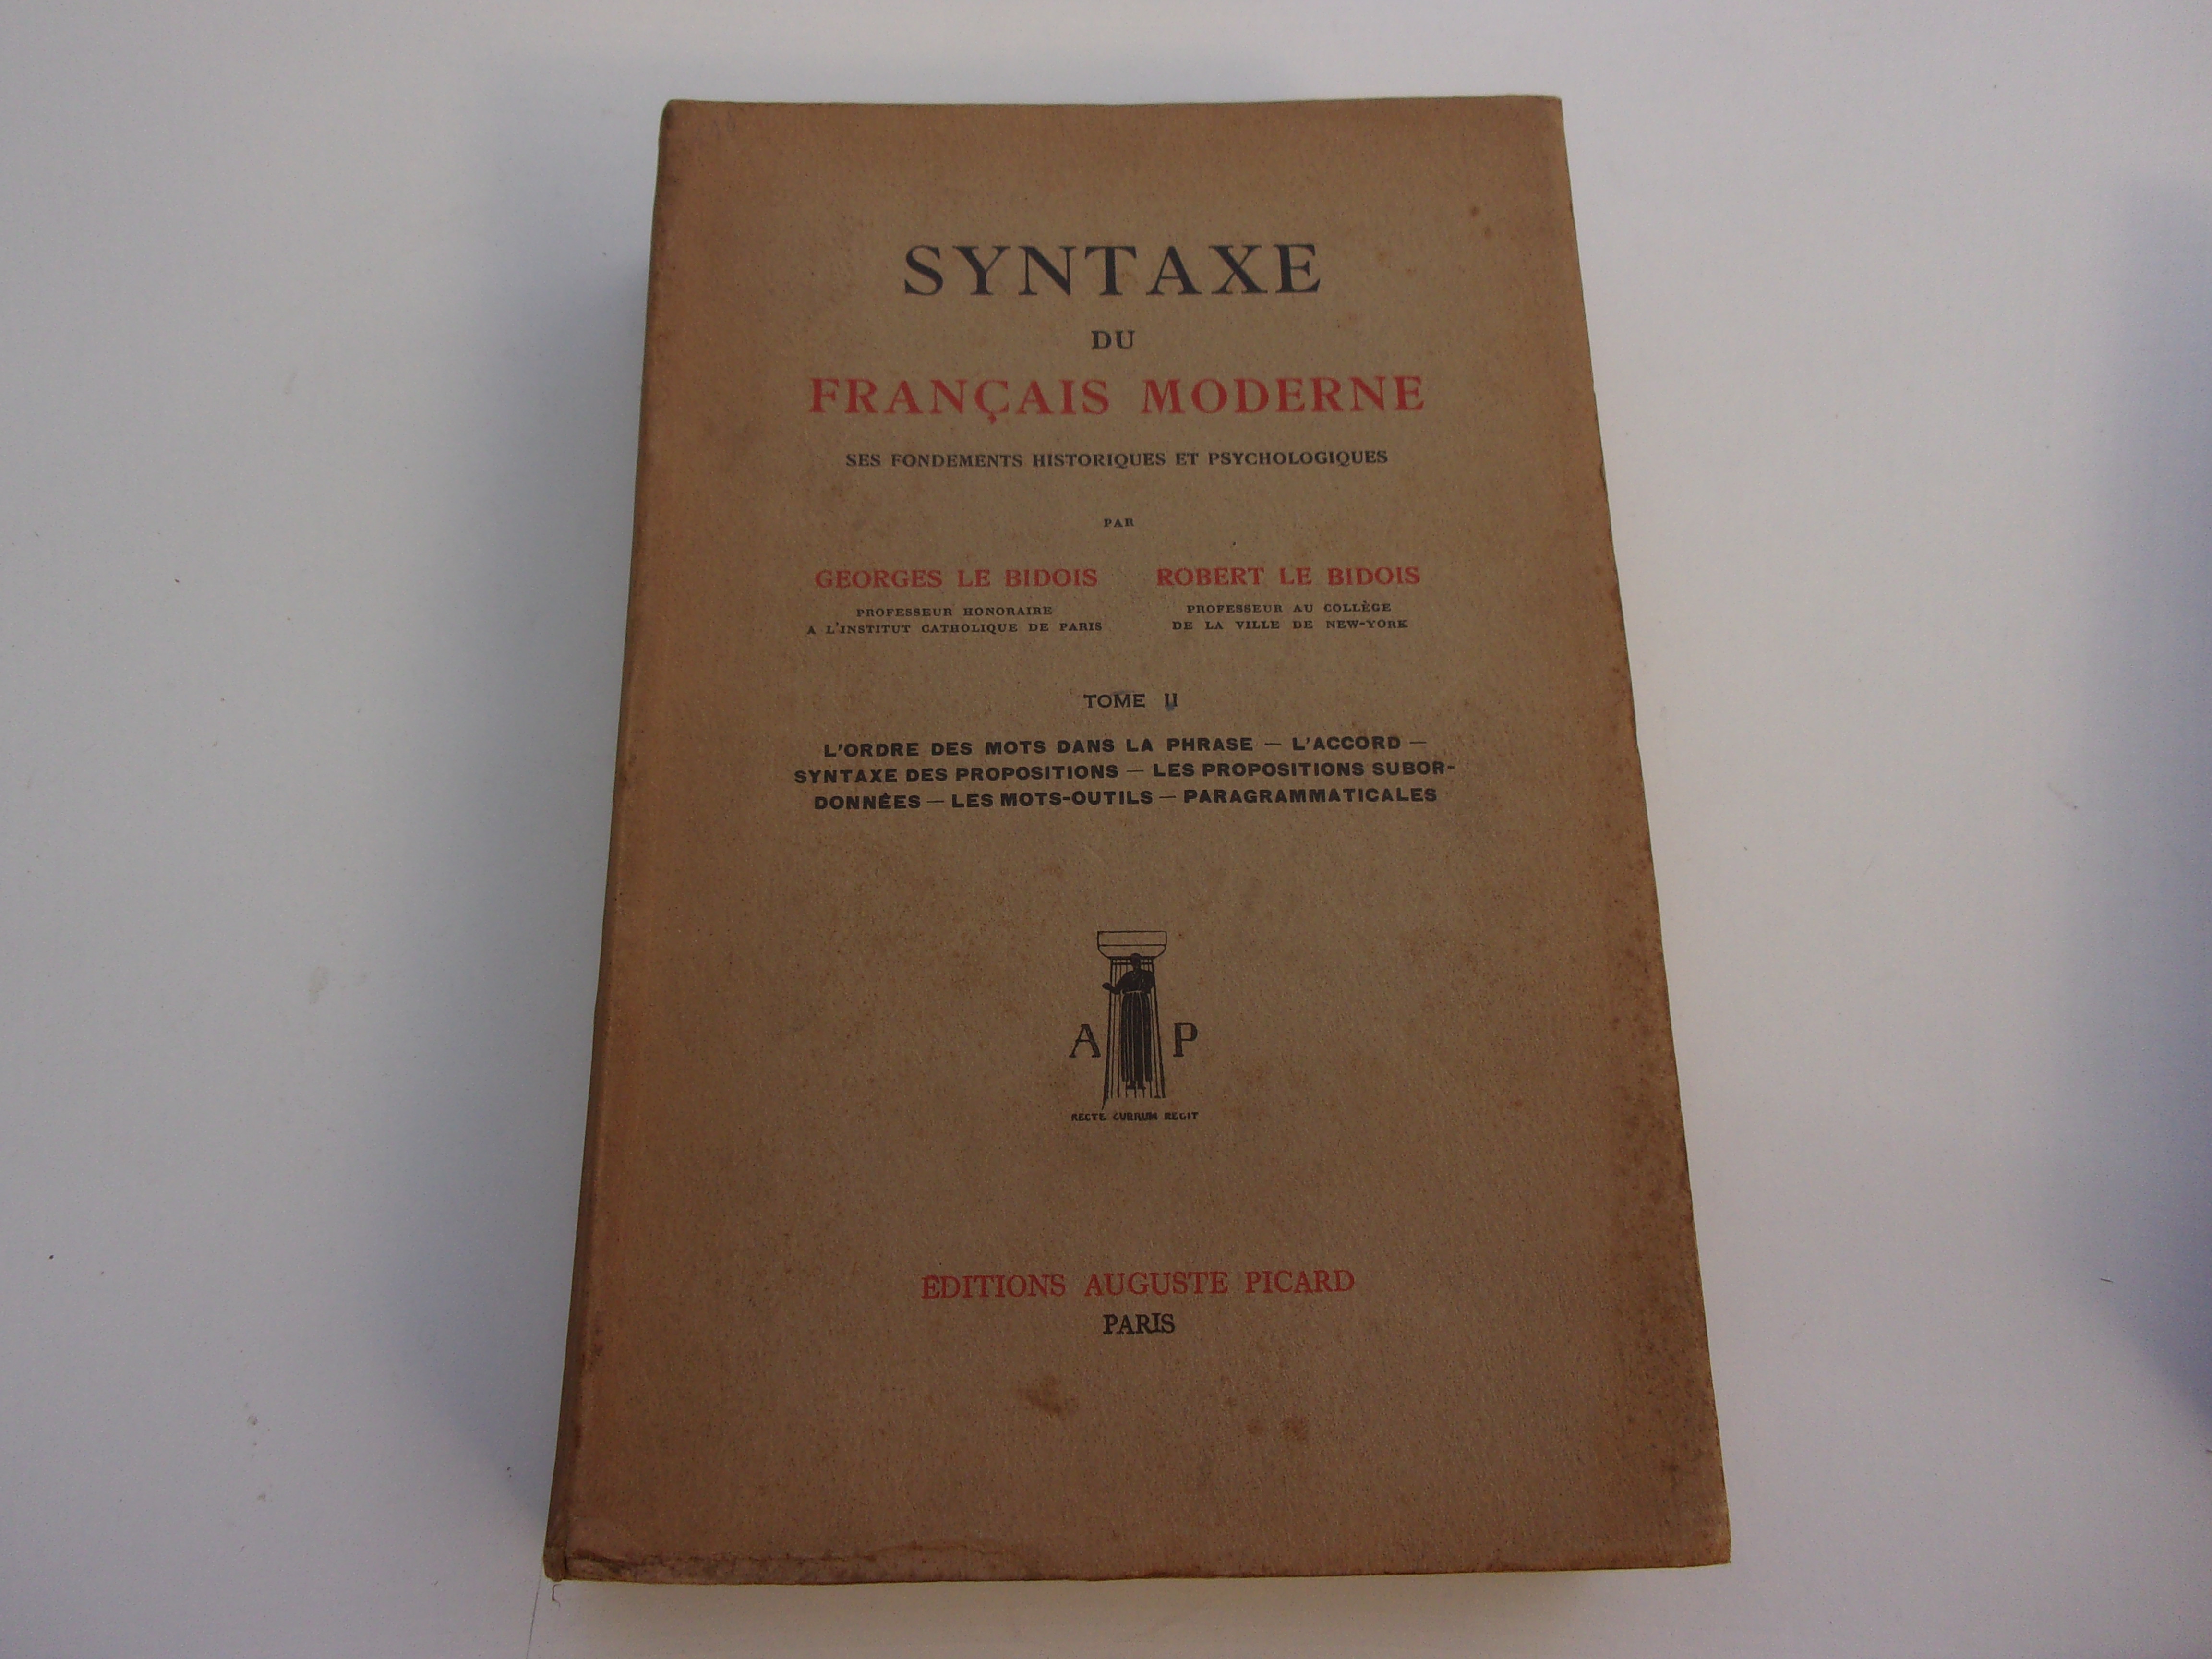 SYNTAXE
DU
FRANÇAIS MODERNE
SES FONDEMENTS HISTORIQUES ET PSYCHOLOGIQUES
PAR
GEORGES LE BIDOIS
PROFESSEUR HONORAIRE
A L'INSTITUT CATHOLIQUE DE PARIS
ROBERT LE BIDOIS
PROFESSEUR AU COLLÈGE
DE LA VILLE DE NEW-YORK
TOME II
L'ORDRE DES MOTS DANS LA PHRASE — L'ACCORD —
SYNTAXE DES PROPOSITIONS — LES PROPOSITIONS SUBOR-
DONNÉES — LES MOTS-OUTILS — PARAGRAMMATICALES
A P
RECTE CURRUM REGIT
EDITIONS AUGUSTE PICARD
PARIS